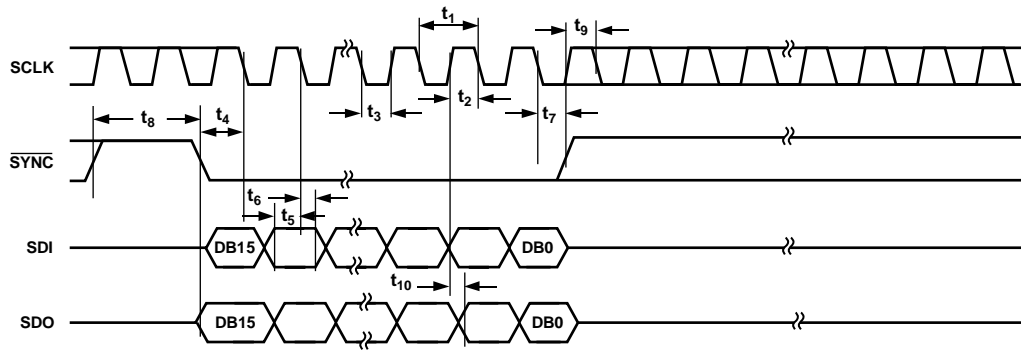 t1
t9
SCLK
t2
t3
t7
t8
t4
SYNC
t6
t5
SDI
DB15
DB0
t10
SDO
DB15
DB0